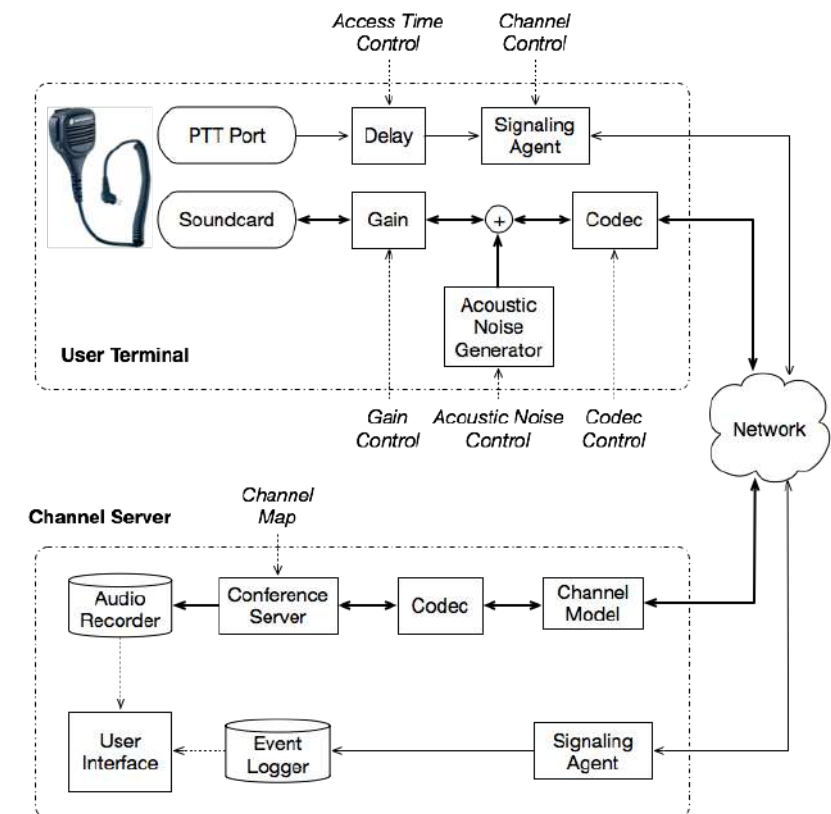 Access Time
Control
Channel
Control
PTT Port
Delay
Signaling
Agent
Soundcard
Gain
+
Codec
Acoustic
Noise
Generator
User Terminal
Gain
Control
Acoustic Noise
Control
Codec
Control
Network
Channel
Map
Channel Server
Audio
Recorder
Conference
Server
Codec
Channel
Model
User
Interface
Event
Logger
Signaling
Agent